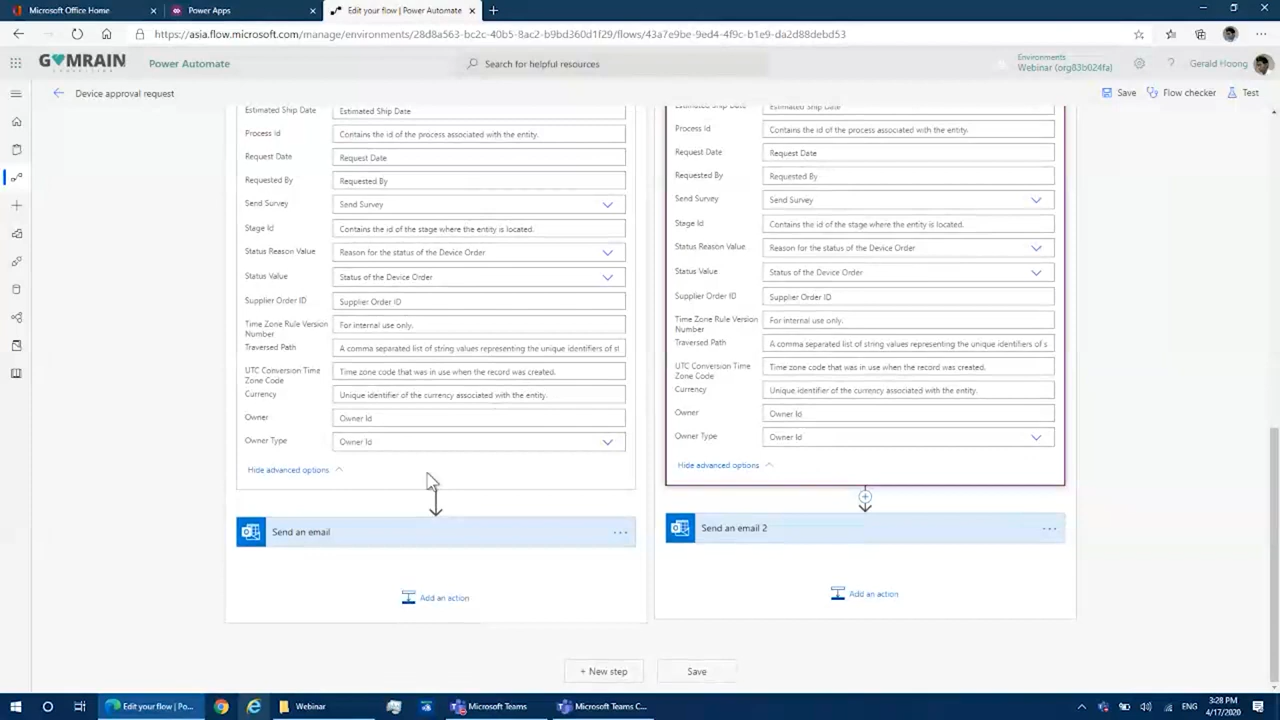 Microsoft Office Home
Power Apps
Edit your flow | Power Automate
https://asia.flow.microsoft.com/manage/environments/28d8a563-bc2c-40b5-8ac2-b9bd360d1f29/flows/43a7e9be-9ed4-4f9c-b1e9-da2d88debd53
GOMRAIN
Power Automate
Search for helpful resources
Environments
Webinar (org83b024fa)
Gerald Hoong
Device approval request
Save
Flow checker
Test
Estimated Ship Date
Estimated Ship Date
Process Id
Contains the id of the process associated with the entity.
Request Date
Request Date
Requested By
Requested By
Send Survey
Send Survey
Stage Id
Contains the id of the stage where the entity is located.
Status Reason Value
Reason for the status of the Device Order
Status Value
Status of the Device Order
Supplier Order ID
Supplier Order ID
Time Zone Rule Version
Number
For internal use only.
Traversed Path
A comma separated list of string values representing the unique identifiers of st
UTC Conversion Time
Zone Code
Time zone code that was in use when the record was created.
Currency
Unique identifier of the currency associated with the entity.
Owner
Owner Id
Owner Type
Owner Id
Hide advanced options
Send an email
Add an action
Estimated Ship Date
Estimated Ship Date
Process Id
Contains the id of the process associated with the entity.
Request Date
Request Date
Requested By
Requested By
Send Survey
Send Survey
Stage Id
Contains the id of the stage where the entity is located.
Status Reason Value
Reason for the status of the Device Order
Status Value
Status of the Device Order
Supplier Order ID
Supplier Order ID
Time Zone Rule Version
Number
For internal use only.
Traversed Path
A comma separated list of string values representing the unique identifiers of s
UTC Conversion Time
Zone Code
Time zone code that was in use when the record was created.
Currency
Unique identifier of the currency associated with the entity.
Owner
Owner Id
Owner Type
Owner Id
Hide advanced options
Send an email 2
Add an action
+ New step
Save
Edit your flow | Po...
Webinar
Microsoft Teams
Microsoft Teams C...
ENG
3:28 PM
4/17/2020